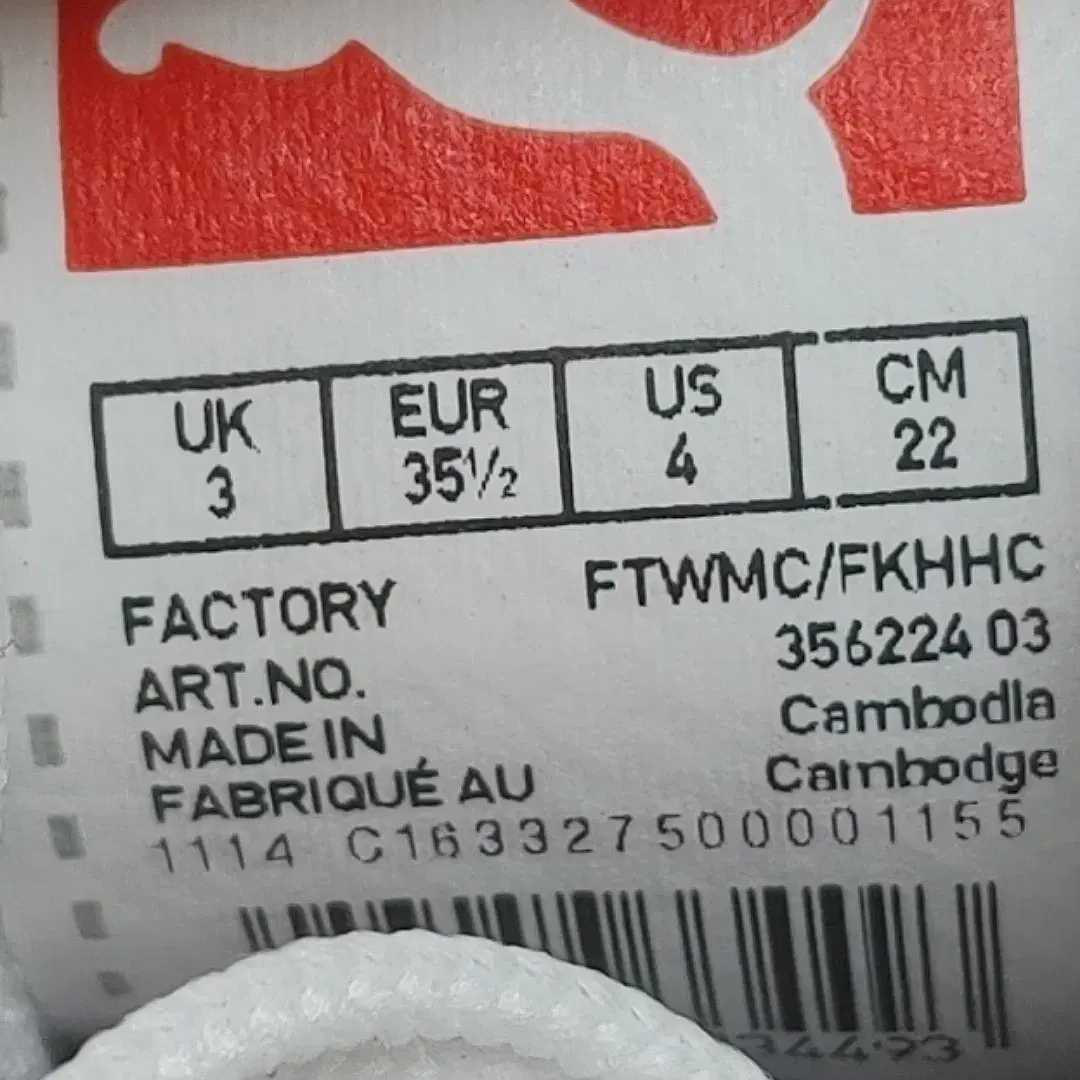 UK EUR US CM
3 35½ 4 22
FACTORY FTWMC/FKHHC
ART.NO. 356224 03
MADE IN Cambodia
FABRIQUÉ AU Cambodge
1114 C163327500001155
34493